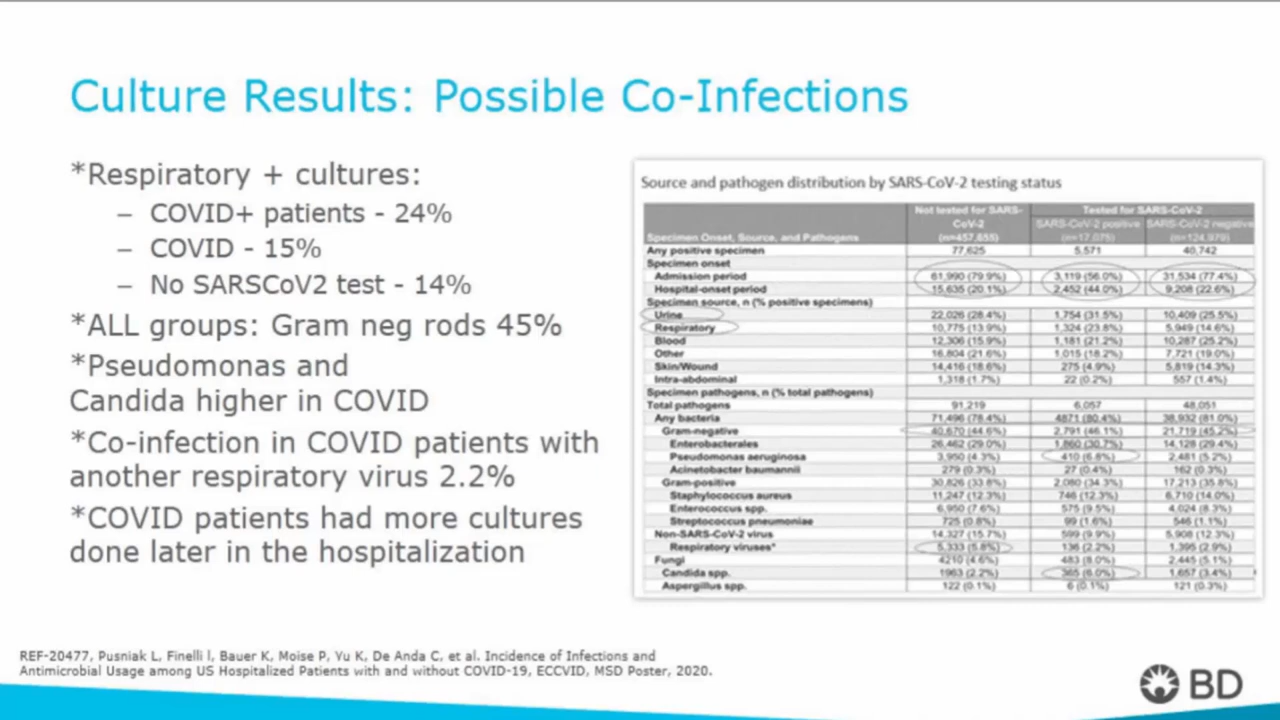 Culture Results: Possible Co-Infections
*Respiratory + cultures:
– COVID+ patients - 24%
– COVID - 15%
– No SARSCoV2 test - 14%
*ALL groups: Gram neg rods 45%
*Pseudomonas and
Candida higher in COVID
*Co-infection in COVID patients with
another respiratory virus 2.2%
*COVID patients had more cultures
done later in the hospitalization
Source and pathogen distribution by SARS-CoV-2 testing status
Not tested for SARS-CoV-2 (n=457,655) Tested for SARS-CoV-2
Specimen Onset, Source, and Pathogens SARS-CoV-2 positive (n=17,075) SARS-CoV-2 negative (n=124,979)
Any positive specimen 77,625 5,571 40,742
Specimen onset
Admission period 61,990 (79.9%) 3,119 (56.0%) 31,534 (77.4%)
Hospital-onset period 15,635 (20.1%) 2,452 (44.0%) 9,208 (22.6%)
Specimen source, n (% positive specimens)
Urine 22,026 (28.4%) 1,754 (31.5%) 10,409 (25.5%)
Respiratory 10,775 (13.9%) 1,324 (23.8%) 5,949 (14.6%)
Blood 12,306 (15.9%) 1,181 (21.2%) 10,287 (25.2%)
Other 16,804 (21.6%) 1,015 (18.2%) 7,721 (19.0%)
Skin/Wound 14,416 (18.6%) 275 (4.9%) 5,819 (14.3%)
Intra-abdominal 1,318 (1.7%) 22 (0.2%) 557 (1.4%)
Specimen pathogens, n (% total pathogens)
Total pathogens 91,219 6,057 48,051
Any bacteria 71,496 (78.4%) 4871 (80.4%) 38,932 (81.0%)
Gram-negative 40,670 (44.6%) 2,791 (46.1%) 21,719 (45.2%)
Enterobacterales 26,462 (29.0%) 1,860 (30.7%) 14,128 (29.4%)
Pseudomonas aeruginosa 3,950 (4.3%) 410 (6.8%) 2,481 (5.2%)
Acinetobacter baumannii 279 (0.3%) 27 (0.4%) 162 (0.3%)
Gram-positive 30,826 (33.8%) 2,080 (34.3%) 17,213 (35.8%)
Staphylococcus aureus 11,247 (12.3%) 746 (12.3%) 6,710 (14.0%)
Enterococcus spp. 6,950 (7.6%) 575 (9.5%) 4,024 (8.3%)
Streptococcus pneumoniae 725 (0.8%) 99 (1.6%) 546 (1.1%)
Non-SARS-CoV-2 virus 14,327 (15.7%) 599 (9.9%) 5,908 (12.3%)
Respiratory viruses* 5,333 (5.8%) 136 (2.2%) 1,395 (2.9%)
Fungi 4210 (4.6%) 483 (8.0%) 2,445 (5.1%)
Candida spp. 1963 (2.2%) 365 (6.0%) 1,657 (3.4%)
Aspergillus spp. 122 (0.1%) 6 (0.1%) 121 (0.3%)
REF-20477, Pusniak L, Finelli l, Bauer K, Moise P, Yu K, De Anda C, et al. Incidence of Infections and
Antimicrobial Usage among US Hospitalized Patients with and without COVID-19, ECCVID, MSD Poster, 2020.
BD